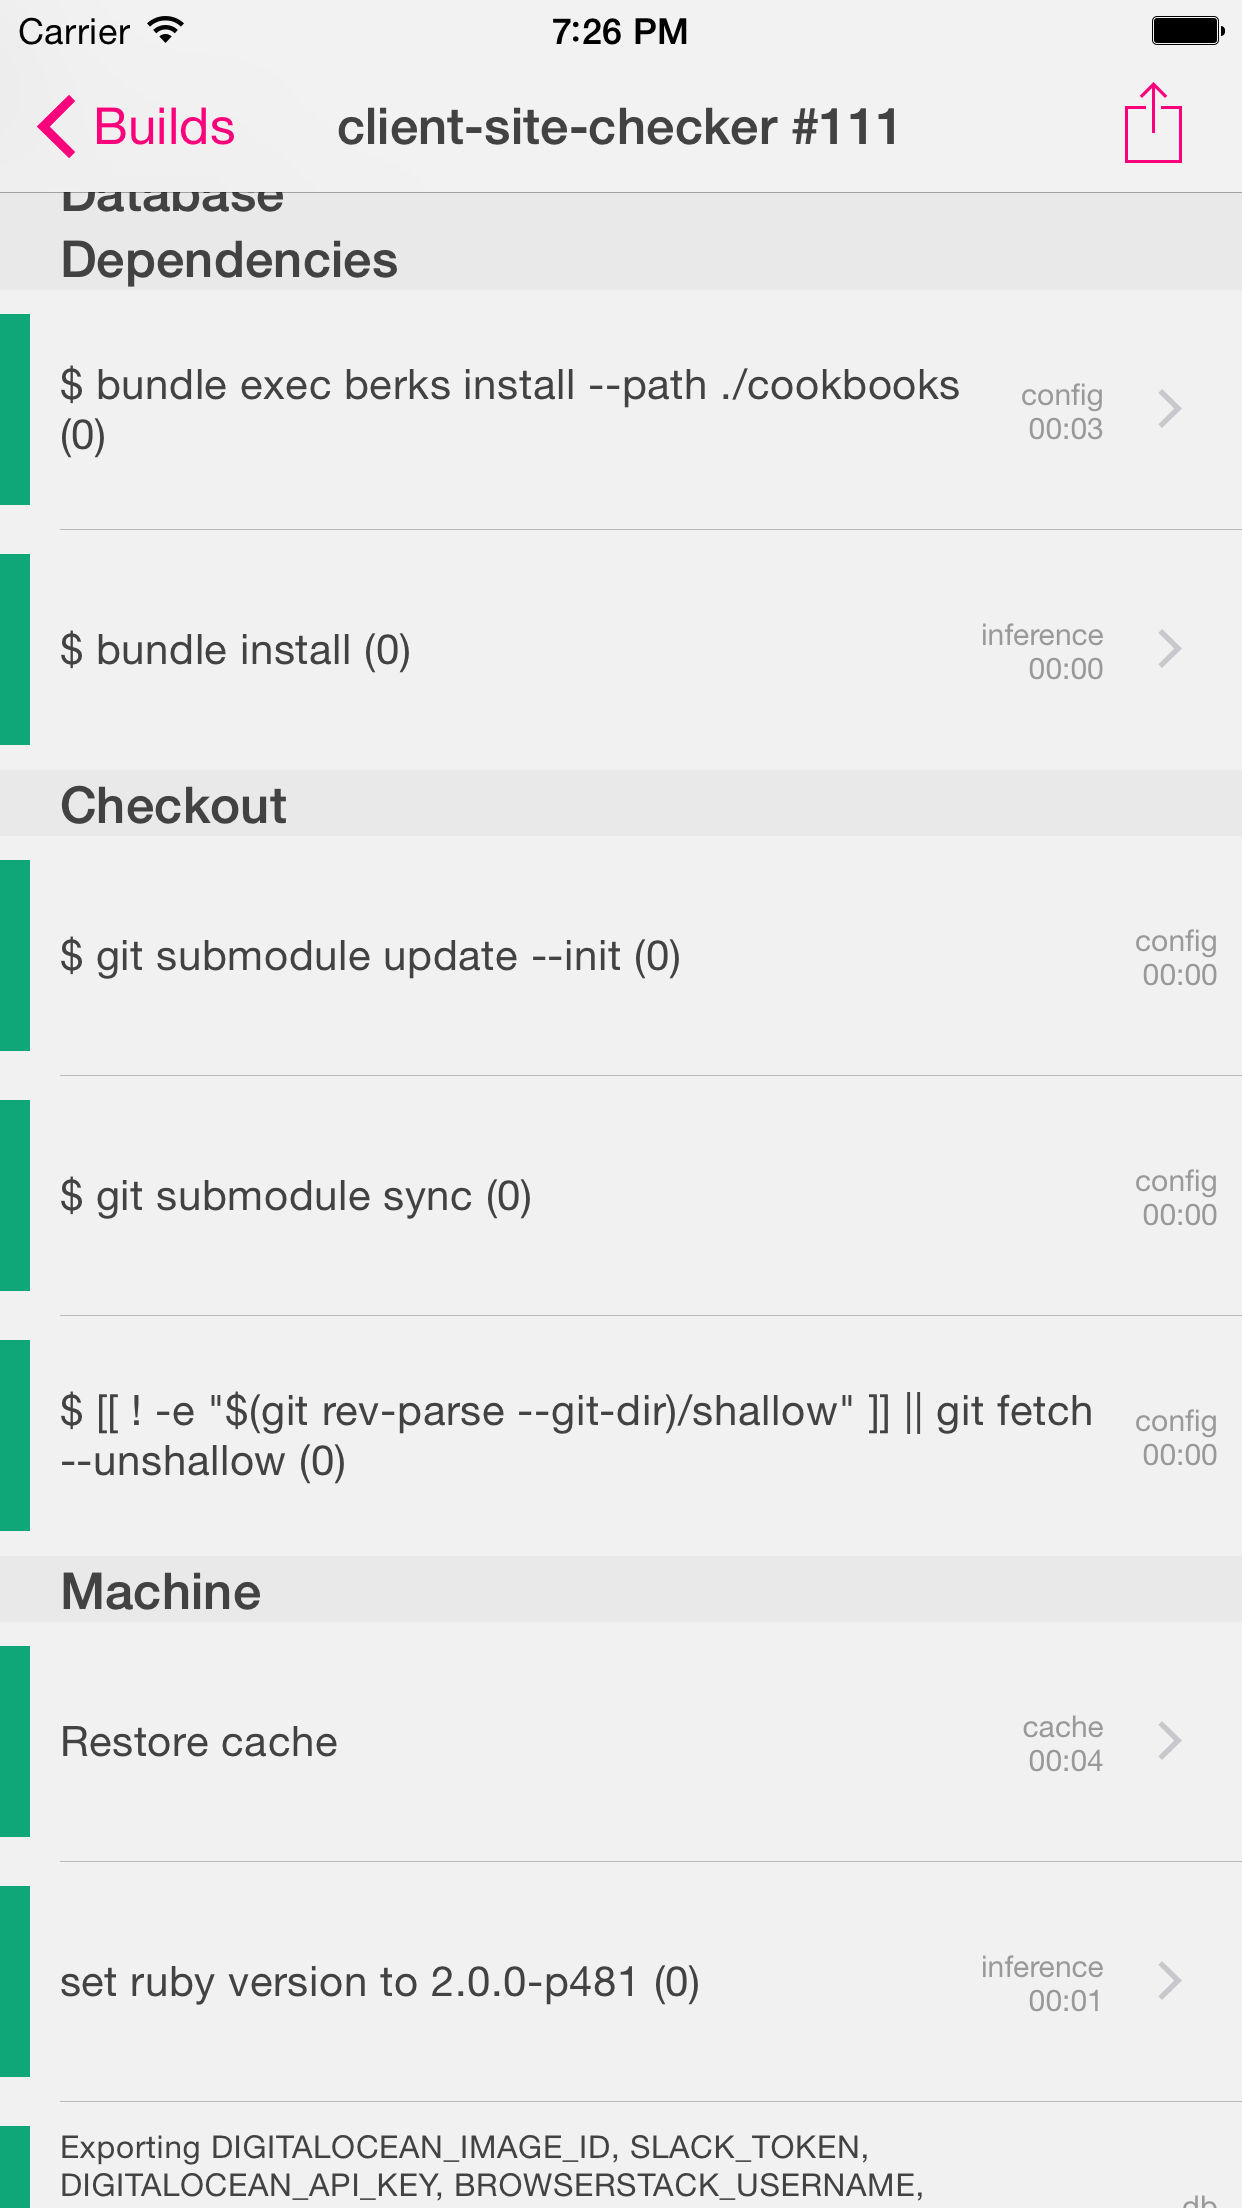 Carrier
7:26 PM
Builds
client-site-checker #111
Database
Dependencies
$ bundle exec berks install --path ./cookbooks
(0)
config
00:03
$ bundle install (0)
inference
00:00
Checkout
$ git submodule update --init (0)
config
00:00
$ git submodule sync (0)
config
00:00
$ [[ ! -e "$(git rev-parse --git-dir)/shallow" ]] || git fetch
--unshallow (0)
config
00:00
Machine
Restore cache
cache
00:04
set ruby version to 2.0.0-p481 (0)
inference
00:01
Exporting DIGITALOCEAN_IMAGE_ID, SLACK_TOKEN,
DIGITALOCEAN_API_KEY, BROWSERSTACK_USERNAME,
db